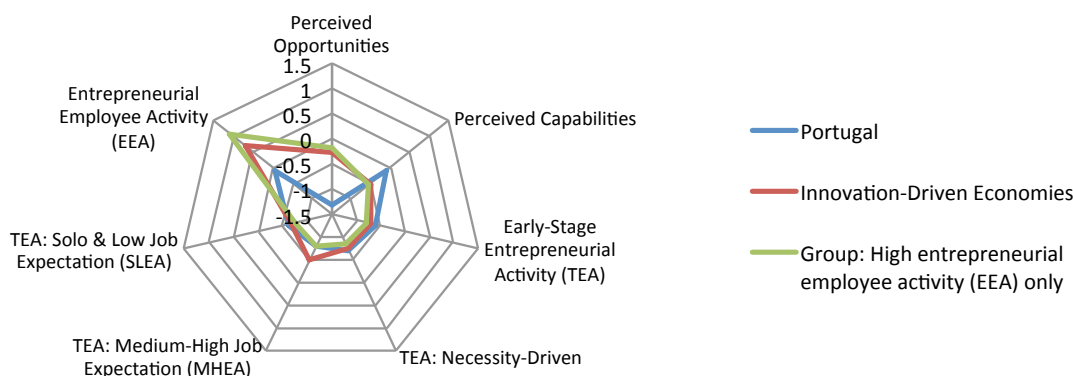 Perceived
Opportunities
1.5
1
0.5
0
-0.5
-1
-1.5
Entrepreneurial
Employee Activity
(EEA)
Perceived Capabilities
Early-Stage
Entrepreneurial
Activity (TEA)
TEA: Necessity-Driven
TEA: Medium-High Job
Expectation (MHEA)
TEA: Solo & Low Job
Expectation (SLEA)
Portugal
Innovation-Driven Economies
Group: High entrepreneurial
employee activity (EEA) only